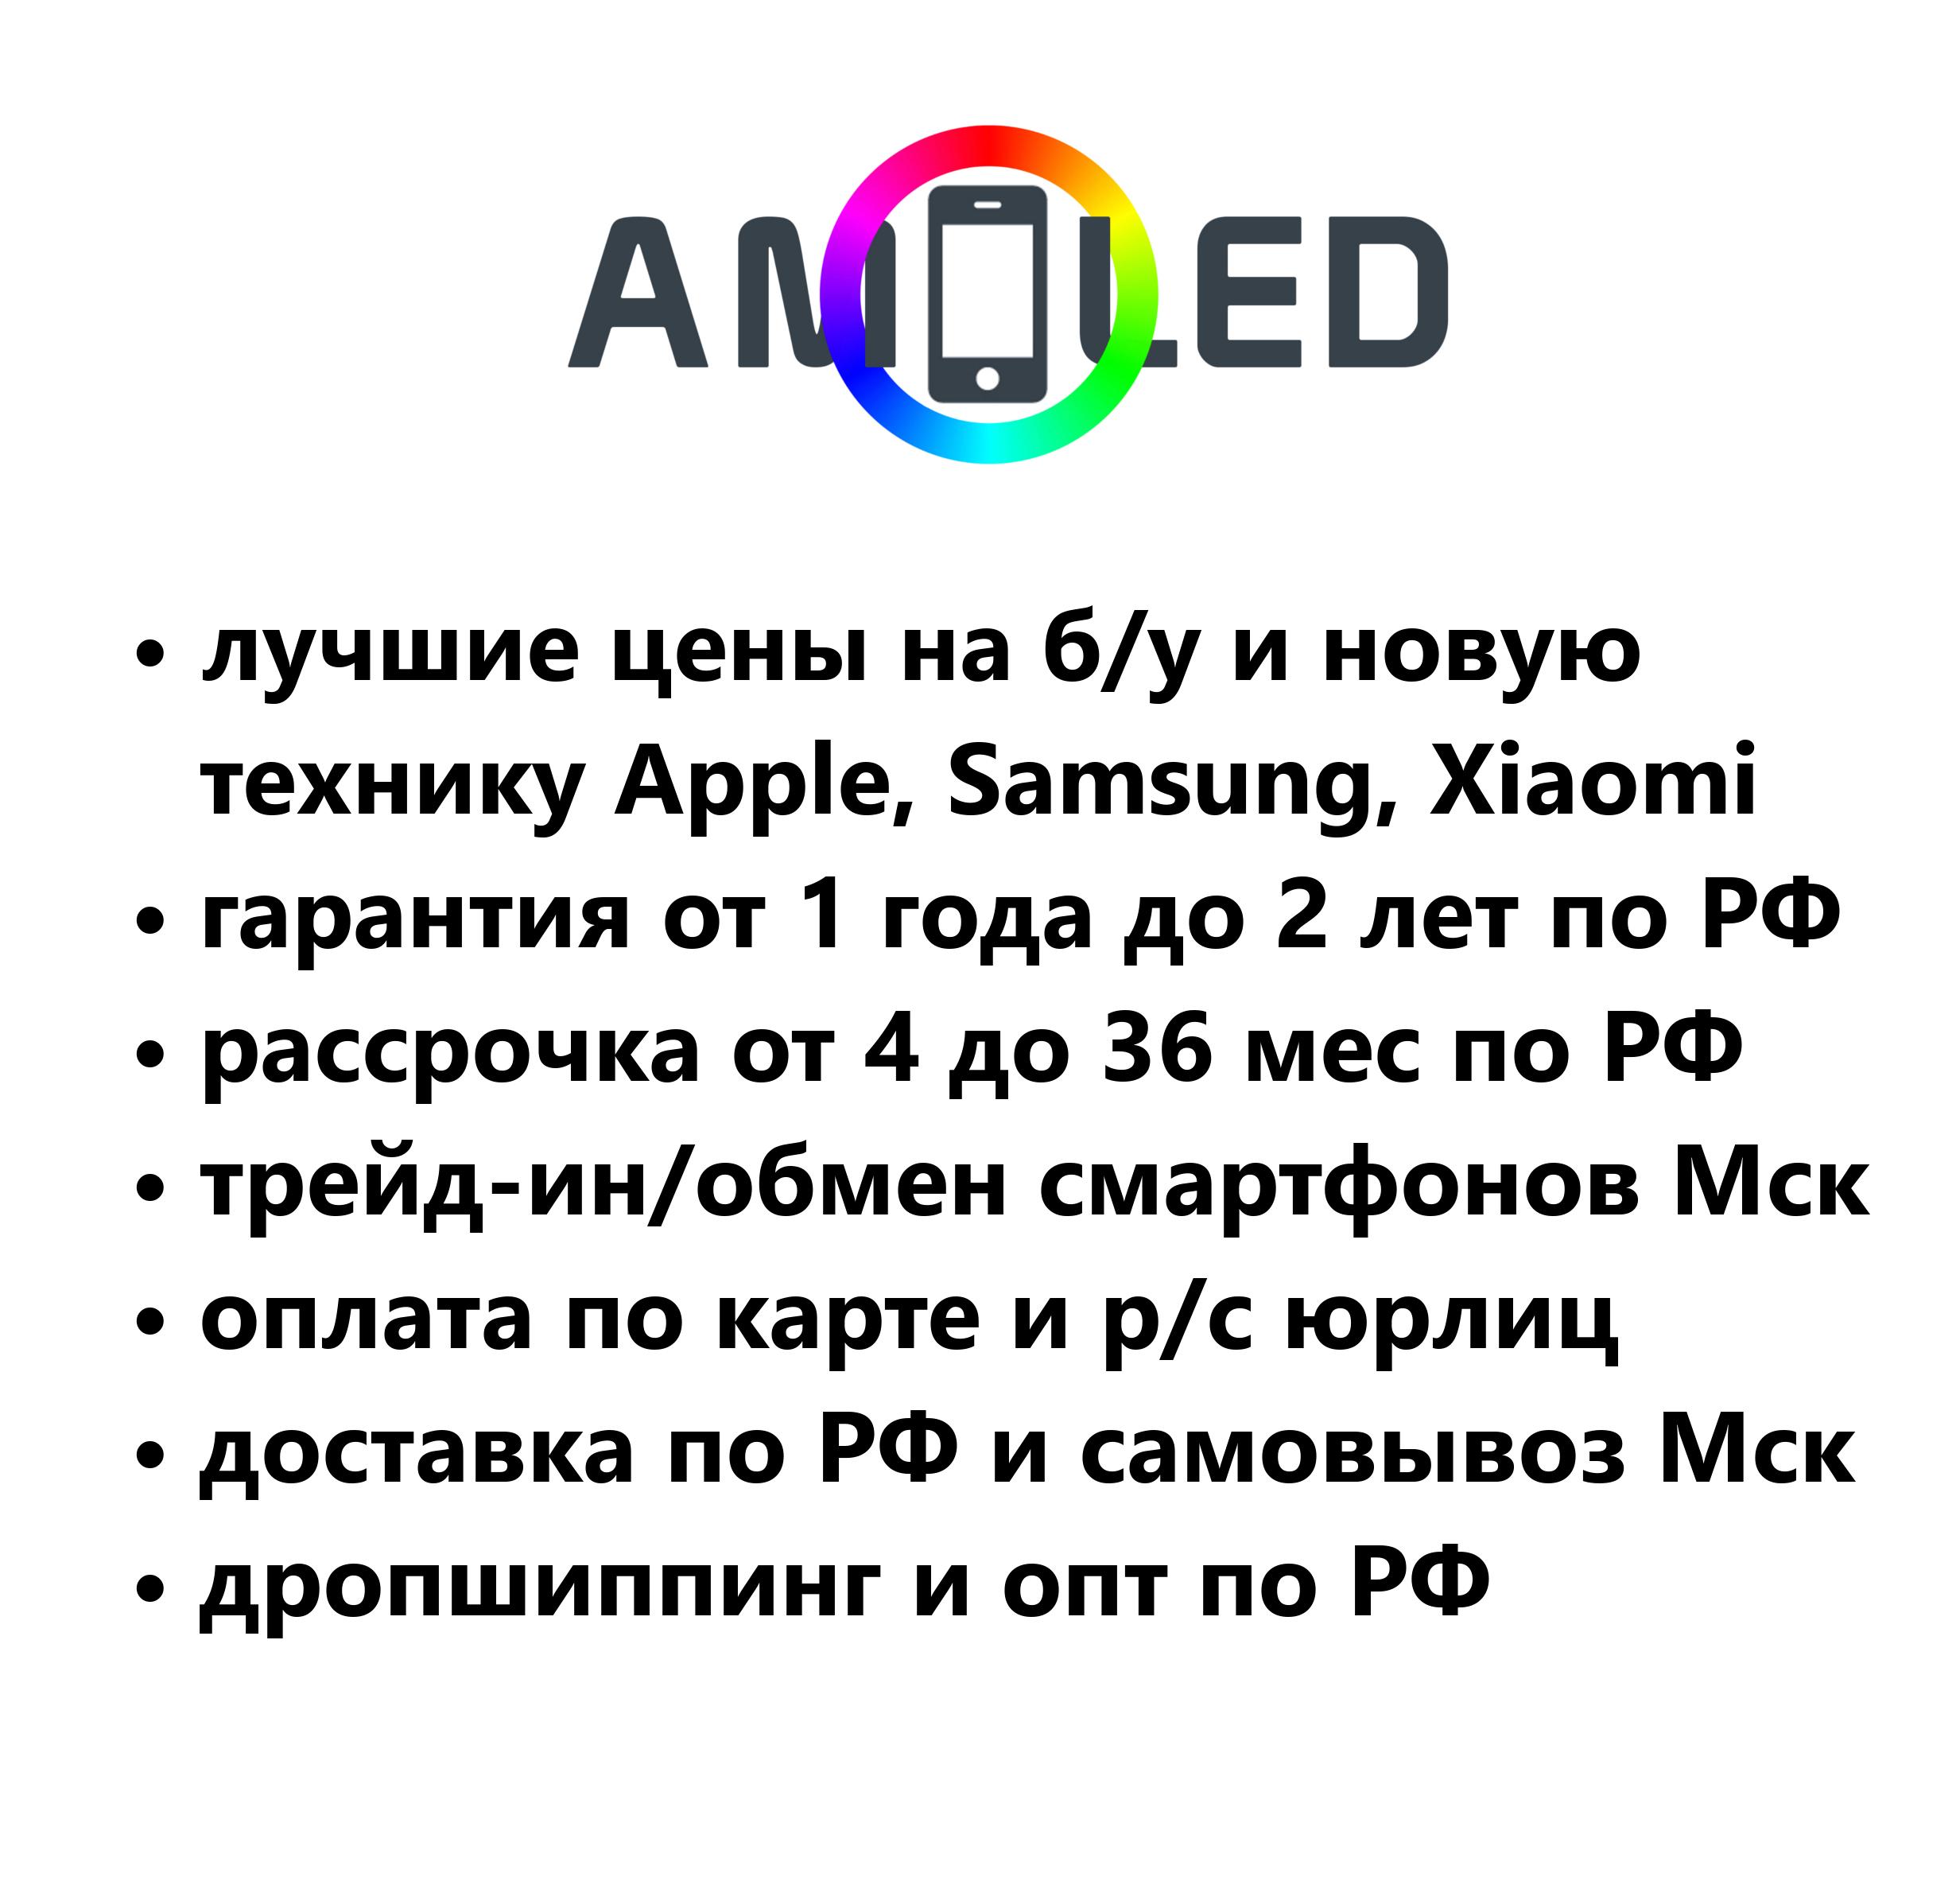 AMOLED
• лучшие цены на б/у и новую
технику Apple, Samsung, Xiaomi
• гарантия от 1 года до 2 лет по РФ
• рассрочка от 4 до 36 мес по РФ
• трейд-ин/обмен смартфонов Мск
• оплата по карте и р/с юрлиц
• доставка по РФ и самовывоз Мск
• дропшиппинг и опт по РФ